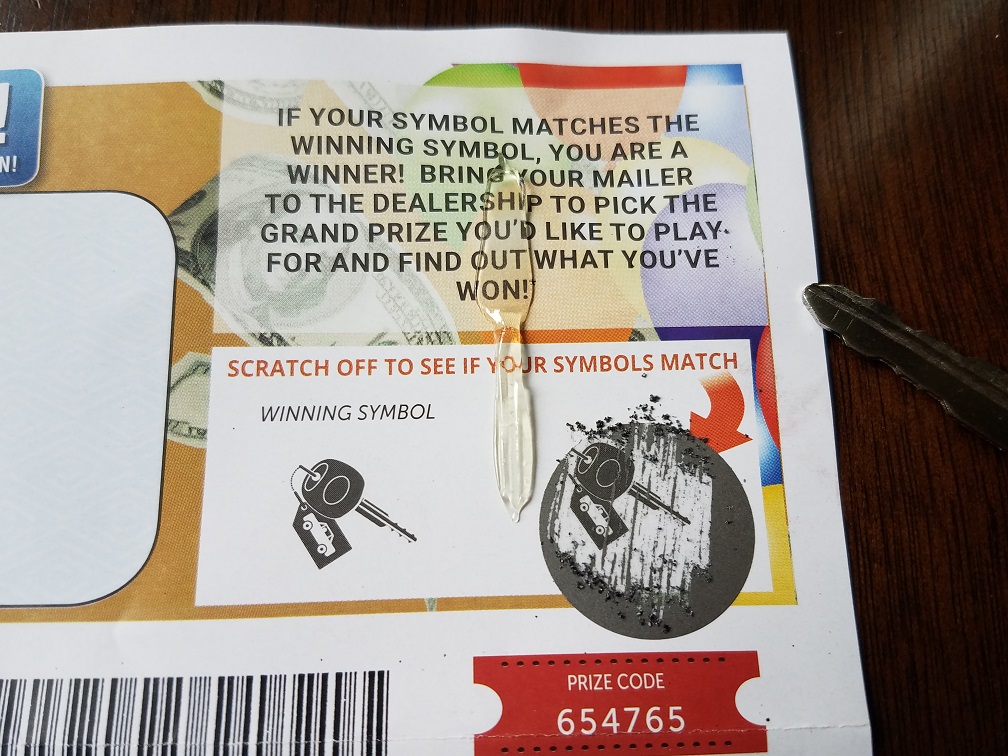 !
N!
IF YOUR SYMBOL MATCHES THE
WINNING SYMBOL, YOU ARE A
WINNER! BRING YOUR MAILER
TO THE DEALERSHIP TO PICK THE
GRAND PRIZE YOU'D LIKE TO PLAY
FOR AND FIND OUT WHAT YOU'VE
WON!
SCRATCH OFF TO SEE IF YOUR SYMBOLS MATCH
WINNING SYMBOL
PRIZE CODE
654765